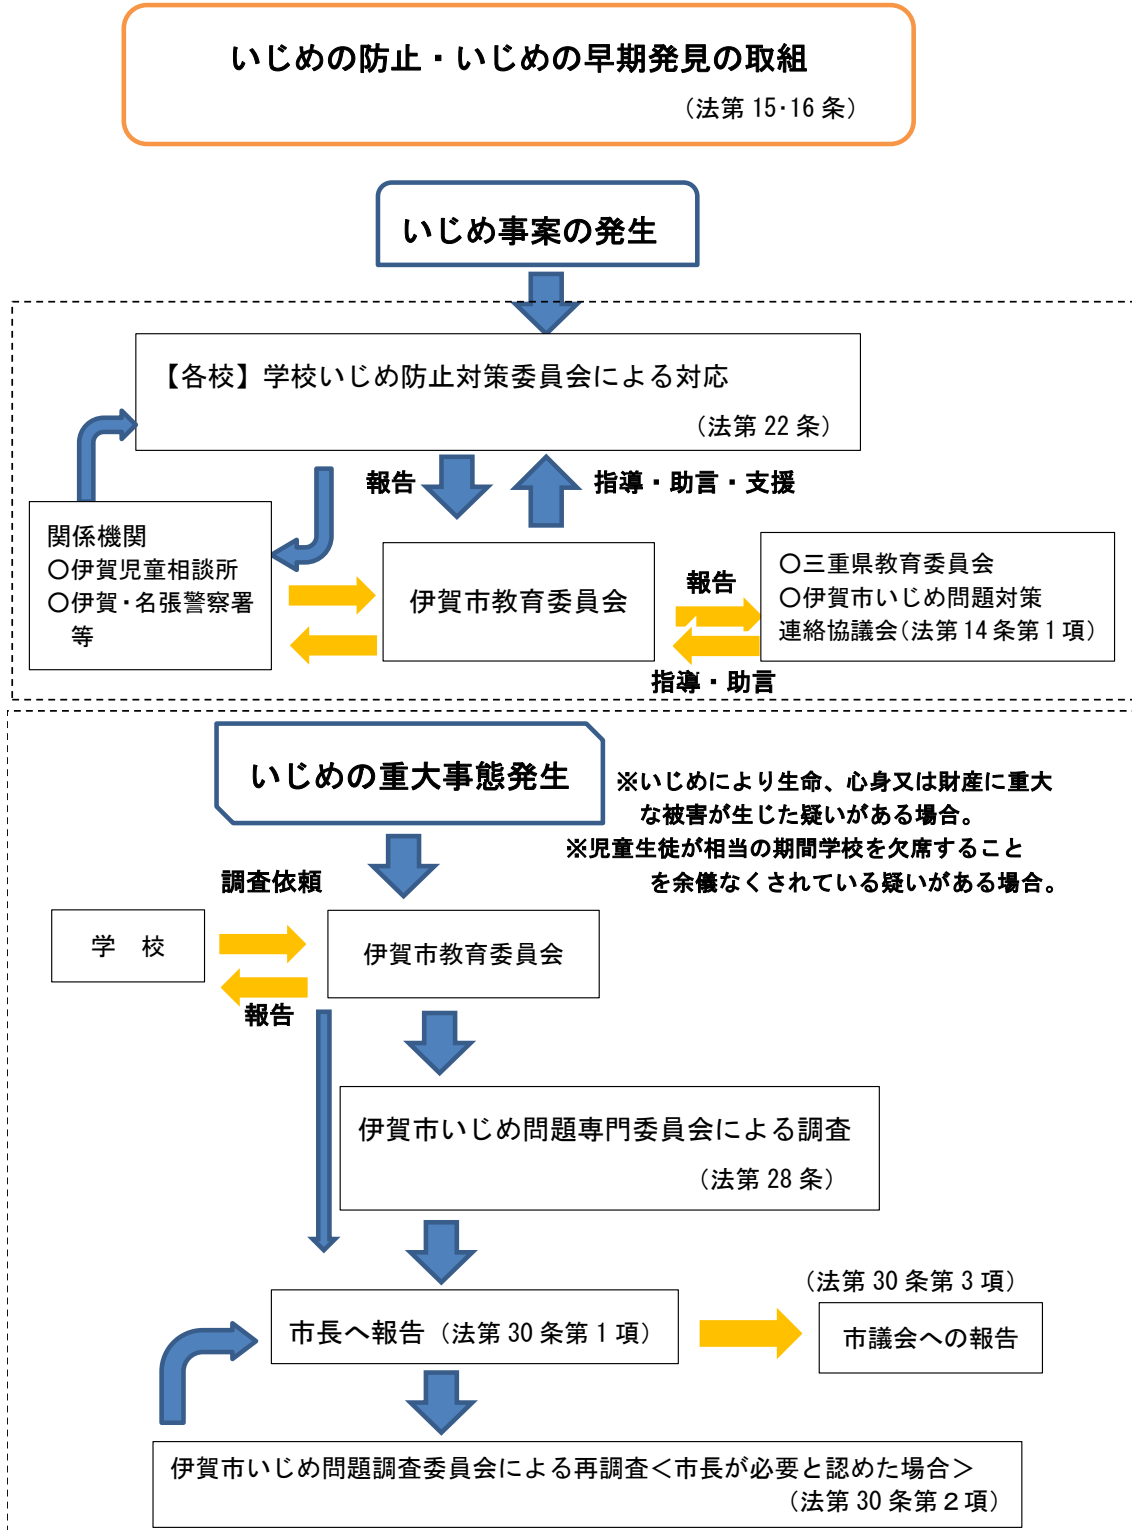 いじめの防止・いじめの早期発見の取組
（法第 15･16 条）
いじめ事案の発生
【各校】学校いじめ防止対策委員会による対応
（法第 22 条）
報告
指導・助言・支援
関係機関
〇伊賀児童相談所
〇伊賀・名張警察署
等
伊賀市教育委員会
報告
〇三重県教育委員会
〇伊賀市いじめ問題対策
連絡協議会(法第 14 条第 1 項)
指導・助言
いじめの重大事態発生
※いじめにより生命、心身又は財産に重大
な被害が生じた疑いがある場合。
※児童生徒が相当の期間学校を欠席すること
を余儀なくされている疑いがある場合。
調査依頼
学　校
伊賀市教育委員会
報告
伊賀市いじめ問題専門委員会による調査
（法第 28 条）
（法第 30 条第 3 項）
市長へ報告（法第 30 条第 1 項）
市議会への報告
伊賀市いじめ問題調査委員会による再調査＜市長が必要と認めた場合＞
（法第 30 条第２項）